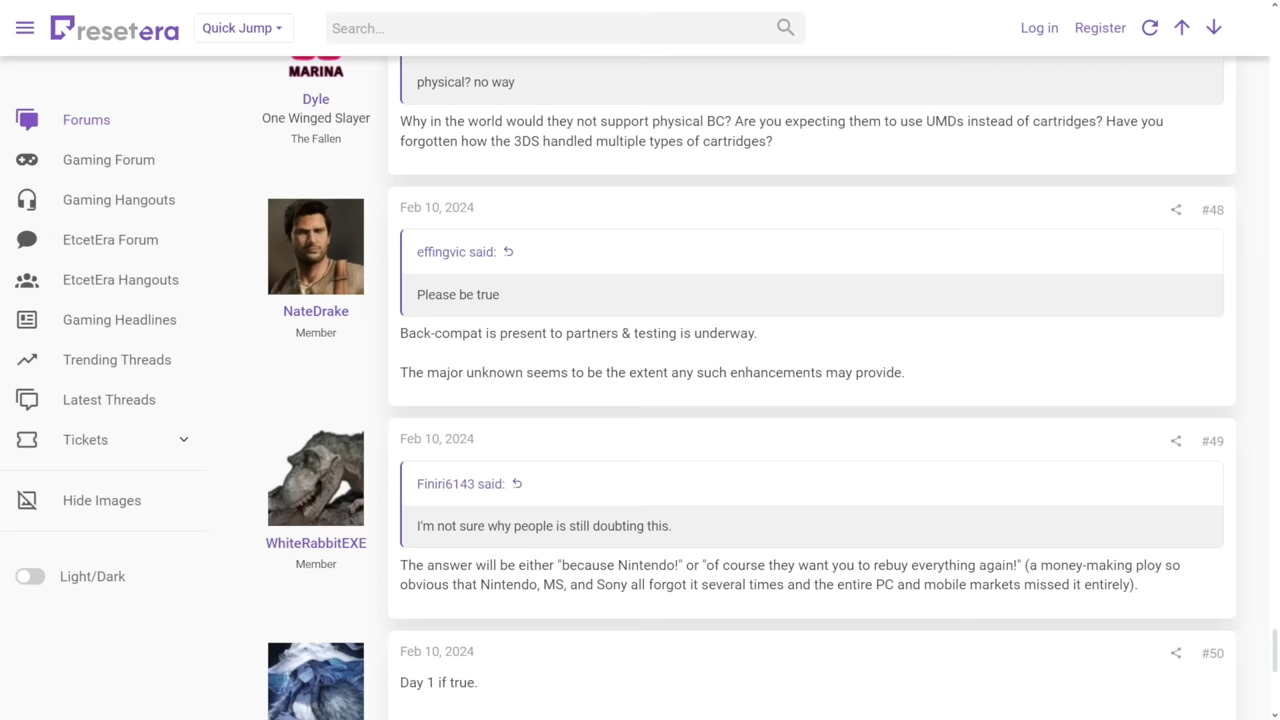 resetera
Quick Jump
Search...
Log in
Register
Forums
Gaming Forum
Gaming Hangouts
EtcetEra Forum
EtcetEra Hangouts
Gaming Headlines
Trending Threads
Latest Threads
Tickets
Hide Images
Light/Dark
MARINA
Dyle
One Winged Slayer
The Fallen
physical? no way
Why in the world would they not support physical BC? Are you expecting them to use UMDs instead of cartridges? Have you
forgotten how the 3DS handled multiple types of cartridges?
NateDrake
Member
Feb 10, 2024
#48
effingvic said:
Please be true
Back-compat is present to partners & testing is underway.
The major unknown seems to be the extent any such enhancements may provide.
WhiteRabbitEXE
Member
Feb 10, 2024
#49
Finiri6143 said:
I'm not sure why people is still doubting this.
The answer will be either "because Nintendo!" or "of course they want you to rebuy everything again!" (a money-making ploy so
obvious that Nintendo, MS, and Sony all forgot it several times and the entire PC and mobile markets missed it entirely).
Feb 10, 2024
#50
Day 1 if true.